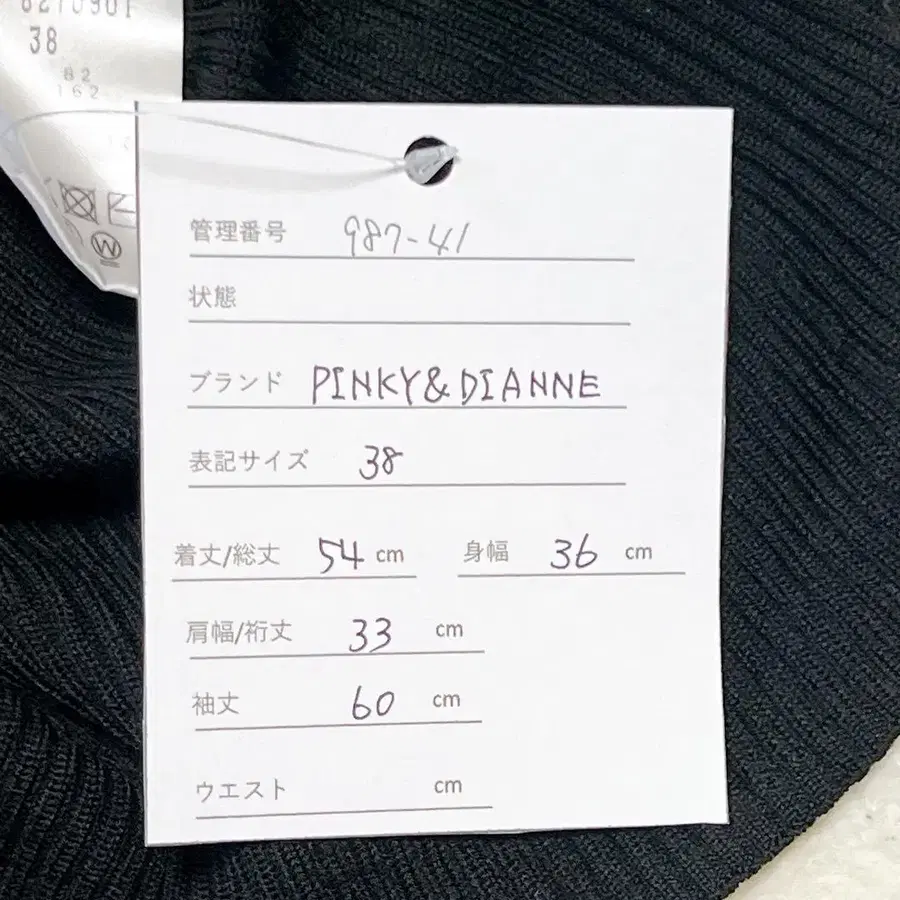 38
82
162
W
管理番号 987-41
状態
ブランド PINKY&DIANNE
表記サイズ 38
着丈/総丈 54 cm 身幅 36 cm
肩幅/裄丈 33 cm
袖丈 60 cm
ウエスト cm